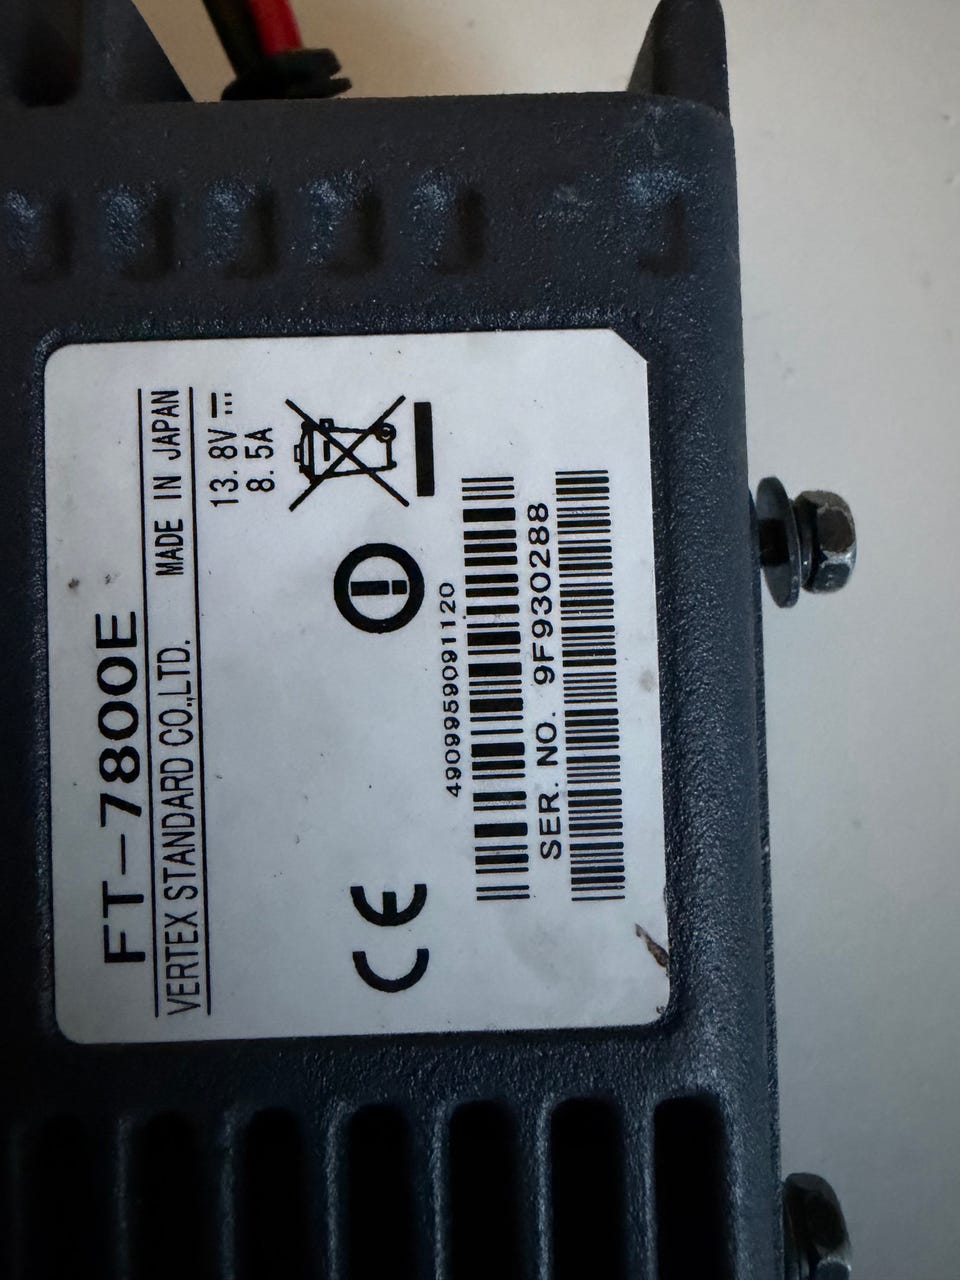 FT-7800E
VERTEX STANDARD CO.,LTD. MADE IN JAPAN
13.8V
8.5A
CE
4909959091120
SER. NO. 9F930288